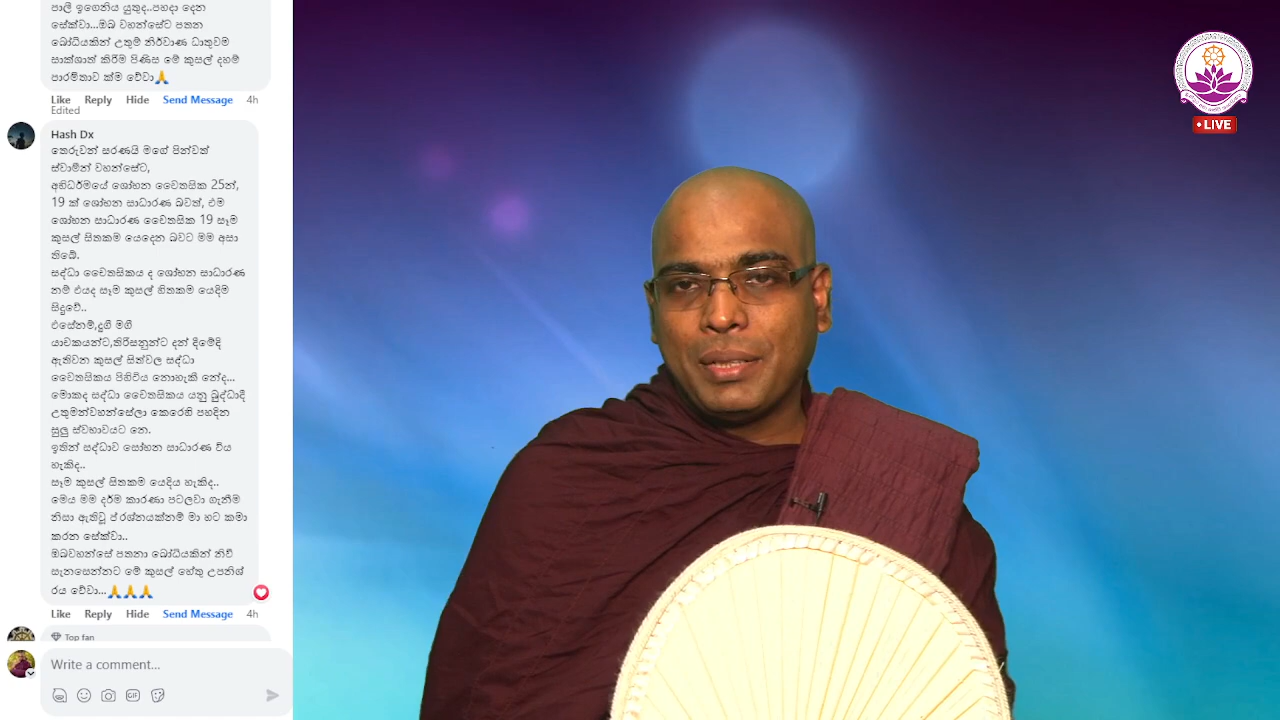 පාලි ඉගෙනිය යුතුද..පහදා දෙන
සේක්වා...ඔබ වහන්සේට පතන
බෝධියකින් උතුම් නිර්වාණ ධාතුවම
සාක්ශාත් කිරීම පිණිස මේ කුසල් දහම්
පාරමිතාව ක්ම වේවා🙏
Like Reply Hide Send Message 4h
Edited
Hash Dx
තෙරුවන් සරණයි මගේ පින්වත්
ස්වාමීන් වහන්සේට,
අභිධර්මයේ ශෝභන චෛතසික 25න්,
19 ක් ශෝභන සාධාරණ බවත්, එම
ශෝභන සාධාරණ චෛතසික 19 සෑම
කුසල් සිතකම යෙදෙන බවට මම අසා
තිබේ.
සද්ධා චෛතසිකය ද ශෝභන සාධාරණ
නම් එයද සෑම කුසල් හිතකම යෙදීම
සිදුවේ..
එසේනම්,දුගී මගී
යාචකයන්ට,තිරිසනුන්ට දන් දීමේදි
ඇතිවන කුසල් සිත්වල සද්ධා
චෛතසිකය පිහිටිය නොහැකී නේද...
මොකද සද්ධා චෛතසිකය යනු බුද්ධාදී
උතුමන්වහන්සේලා කෙරෙහි පහදින
සුලු ස්වභාවයට නෙ.
ඉතින් සද්ධාව සෝභන සාධාරණ විය
හැකිද..
සෑම කුසල් සිතකම යෙදිය හැකිද..
මෙය මම දර්ම කාරණා පටලවා ගැනීම
නිසා ඇතිවූ ප්‍රශ්නයක්නම් මා හට කමා
කරන සේක්වා..
ඔබවහන්සේ පතනා බෝධියකින් නිවී
සැනසෙන්නට මේ කුසල් හේතු උපනිශ්
රය වේවා...🙏🙏🙏
Like Reply Hide Send Message 4h
Top fan
Write a comment...
GIF
LIVE